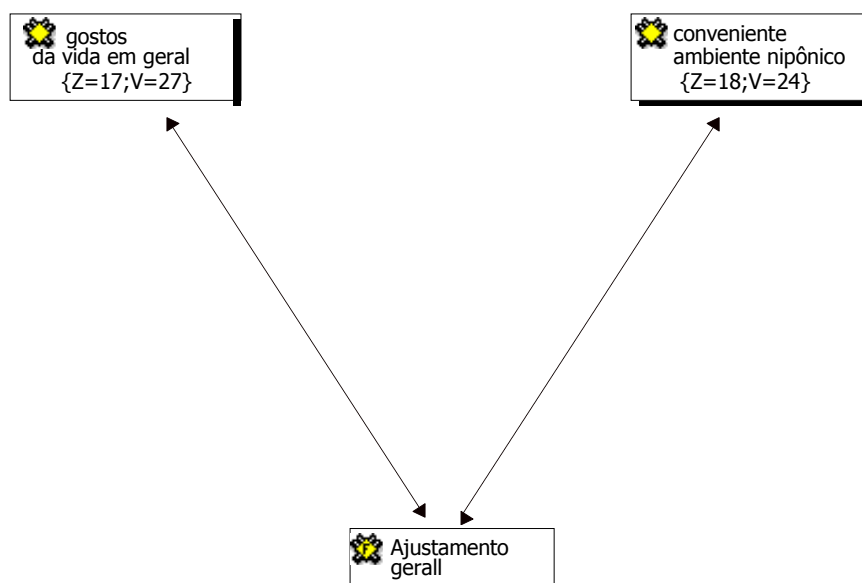 gostos
da vida em geral
{Z=17;V=27}
conveniente
ambiente nipônico
{Z=18;V=24}
F
Ajustamento
gerall